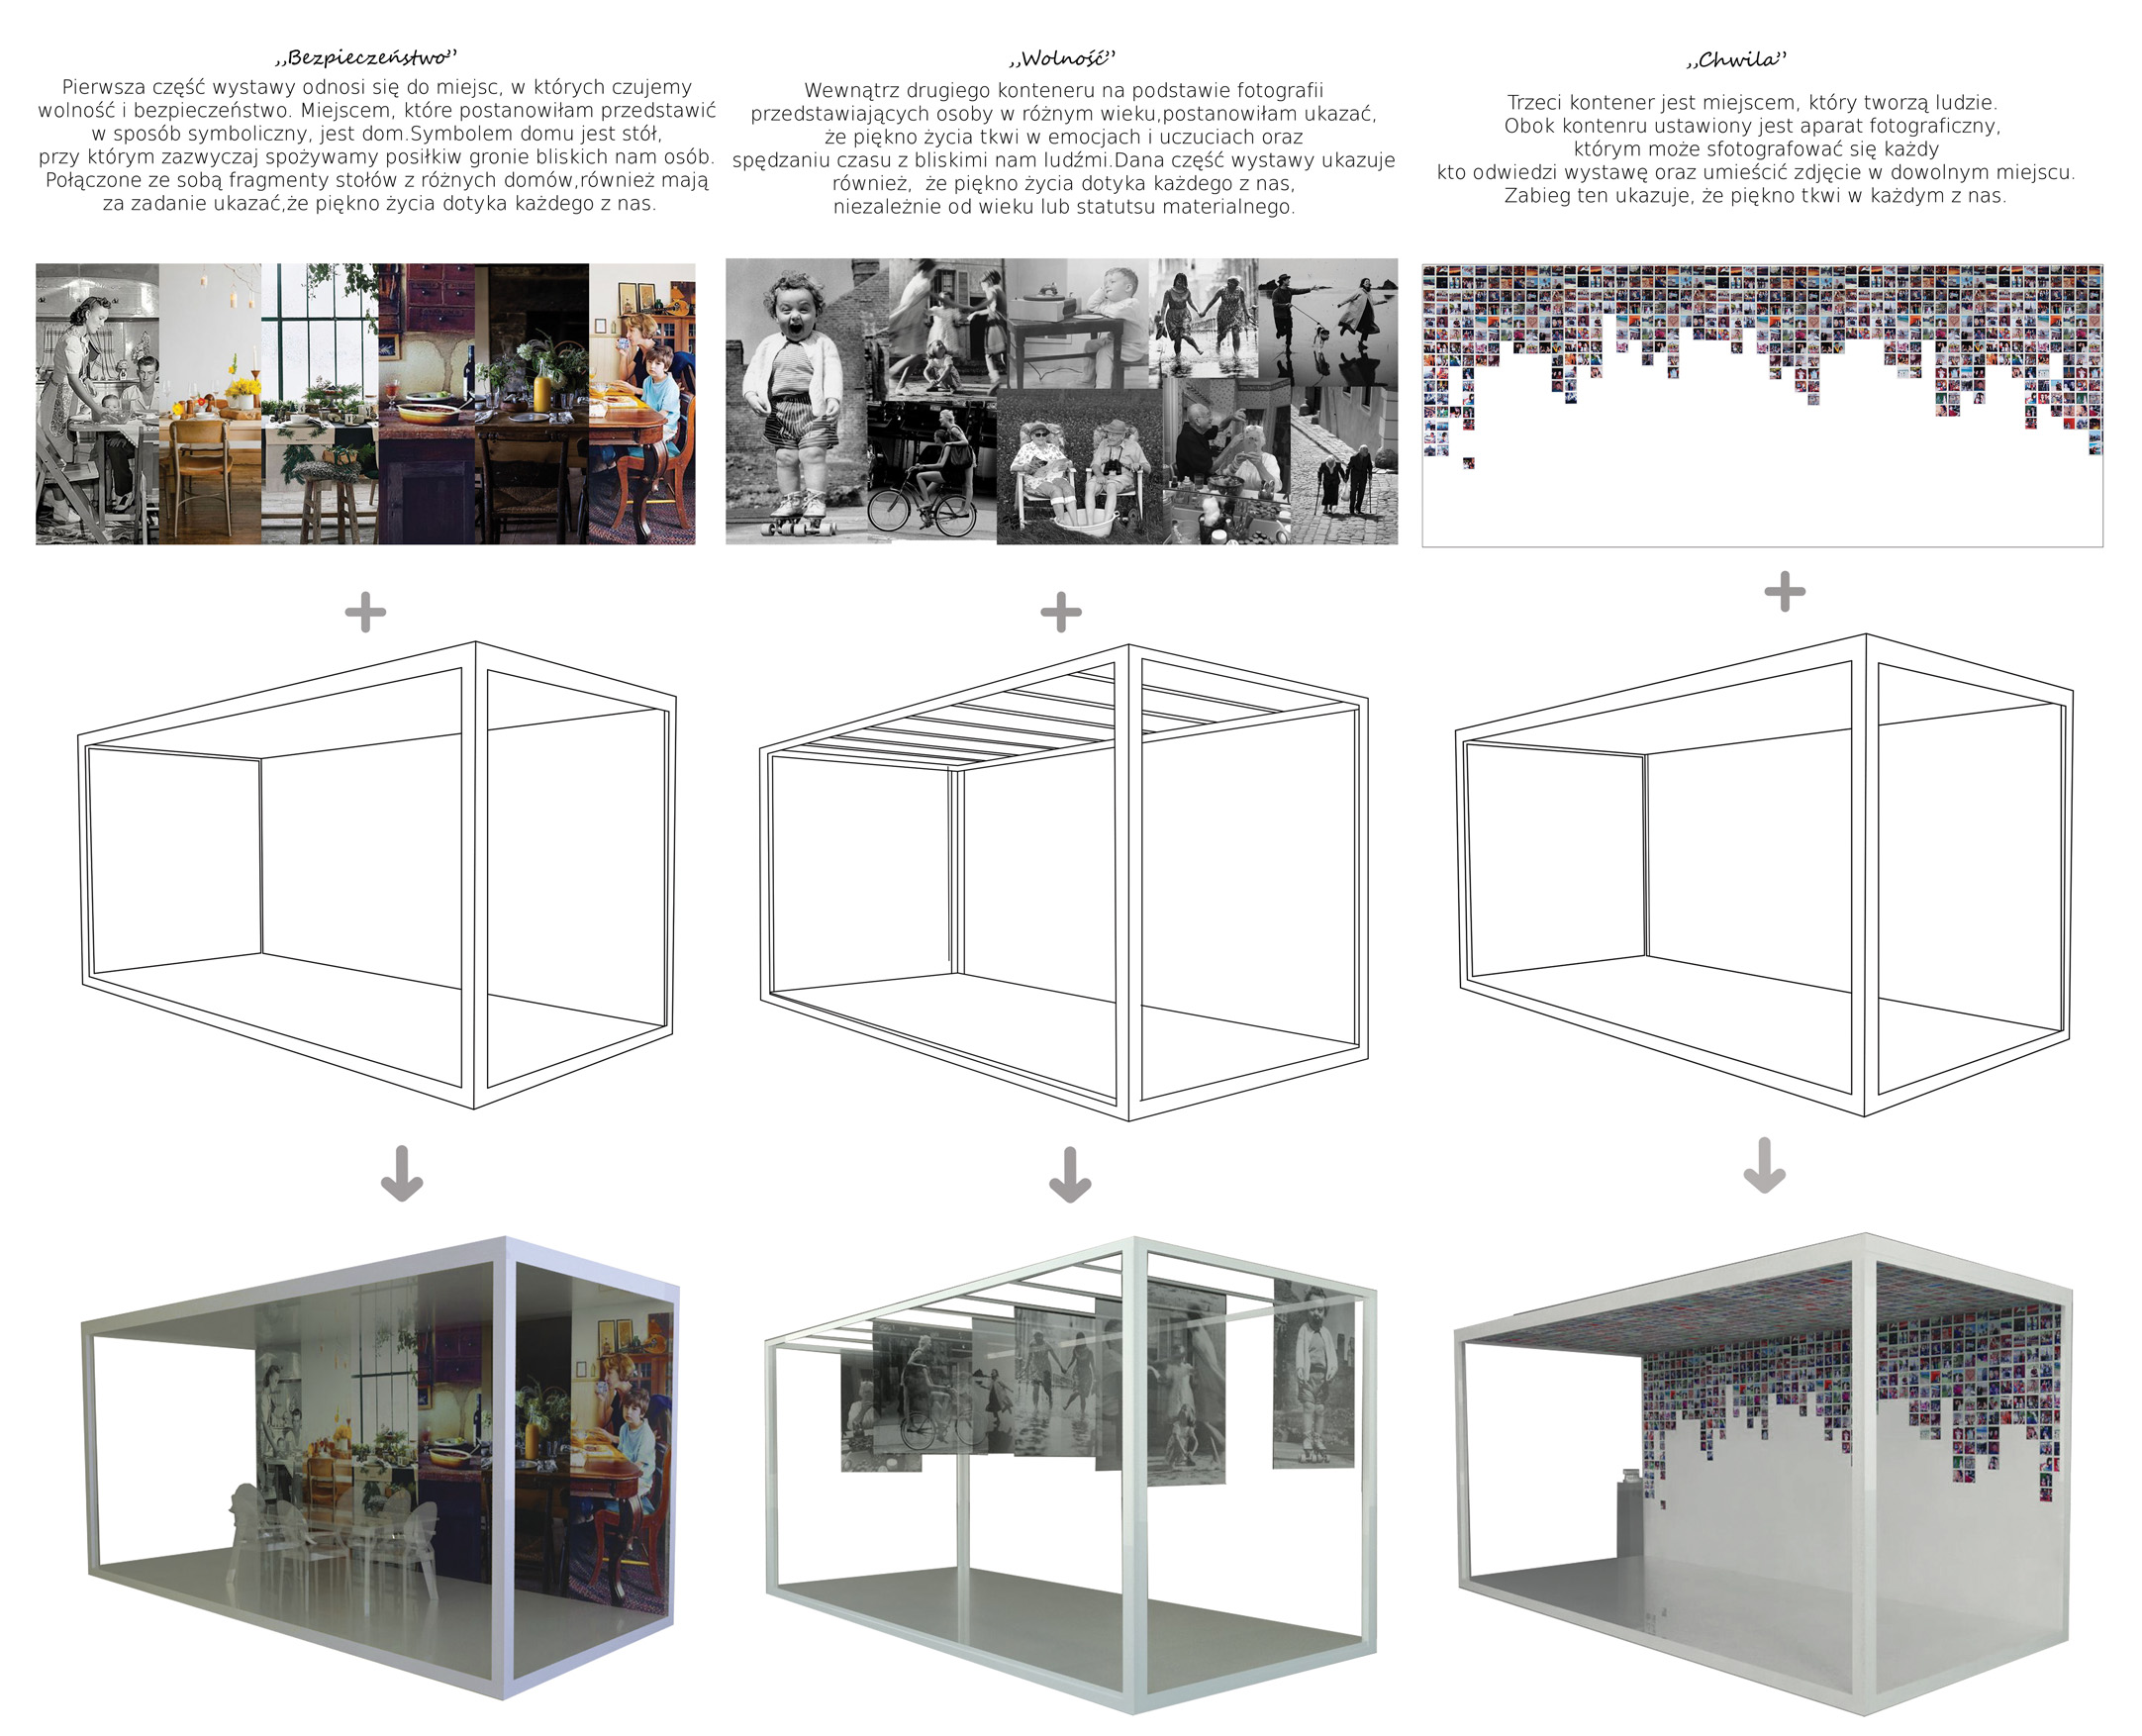 ,,Bezpieczeństwo”
Pierwsza część wystawy odnosi się do miejsc, w których czujemy
wolność i bezpieczeństwo. Miejscem, które postanowiłam przedstawić
w sposób symboliczny, jest dom.Symbolem domu jest stół,
przy którym zazwyczaj spożywamy posiłkiw gronie bliskich nam osób.
Połączone ze sobą fragmenty stołów z różnych domów,również mają
za zadanie ukazać,że piękno życia dotyka każdego z nas.
,,Wolność”
Wewnątrz drugiego konteneru na podstawie fotografii
przedstawiających osoby w różnym wieku,postanowiłam ukazać,
że piękno życia tkwi w emocjach i uczuciach oraz
spędzaniu czasu z bliskimi nam ludźmi.Dana część wystawy ukazuje
również, że piękno życia dotyka każdego z nas,
niezależnie od wieku lub statutsu materialnego.
,,Chwila”
Trzeci kontener jest miejscem, który tworzą ludzie.
Obok kontenru ustawiony jest aparat fotograficzny,
którym może sfotografować się każdy
kto odwiedzi wystawę oraz umieścić zdjęcie w dowolnym miejscu.
Zabieg ten ukazuje, że piękno tkwi w każdym z nas.